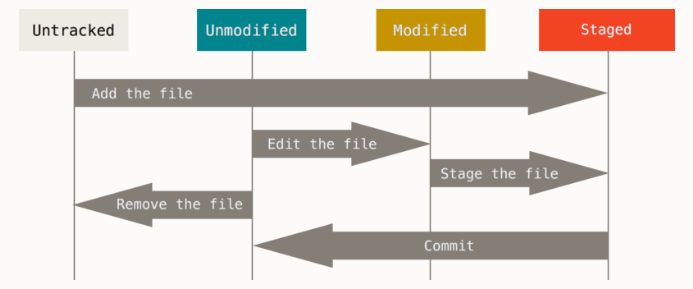 Untracked
Unmodified
Modified
Staged
Add the file
Edit the file
Stage the file
Remove the file
Commit